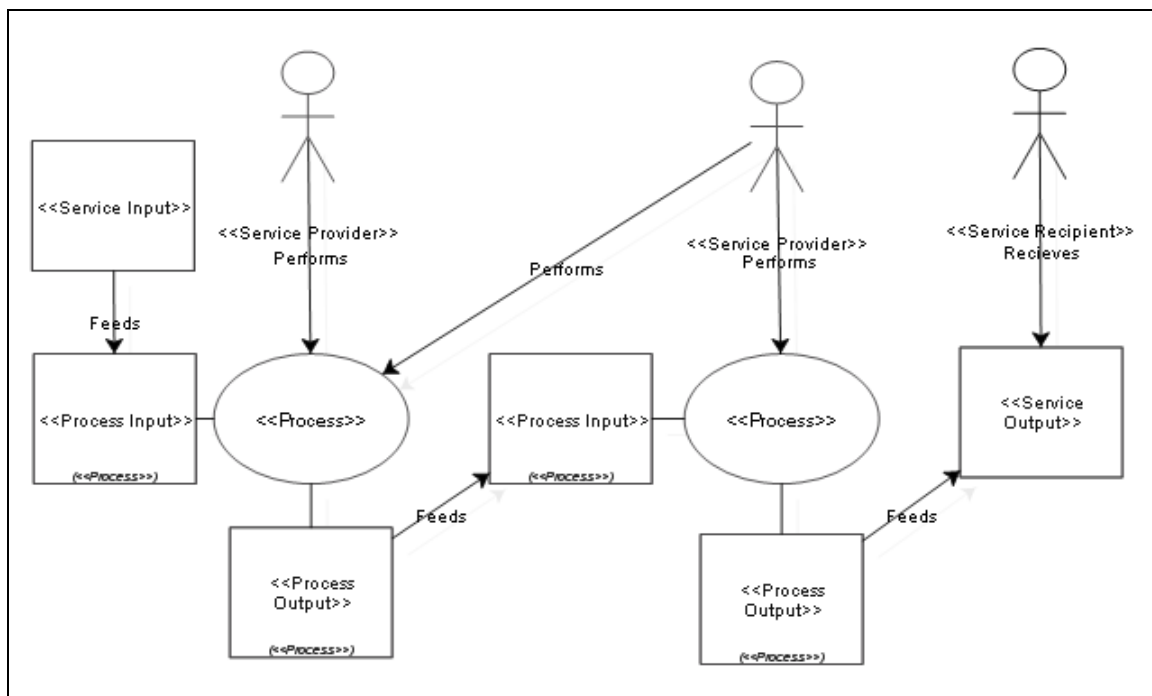 <<Service Input>>
<<Service Provider>>
Performs
Performs
<<Service Provider>>
Performs
<<Service Recipient>>
Recieves
Feeds
<<Process Input>>
(<<Process>>)
<<Process>>
<<Process Input>>
(<<Process>>)
<<Process>>
<<Service
Output>>
Feeds
Feeds
<<Process
Output>>
(<<Process>>)
<<Process
Output>>
(<<Process>>)